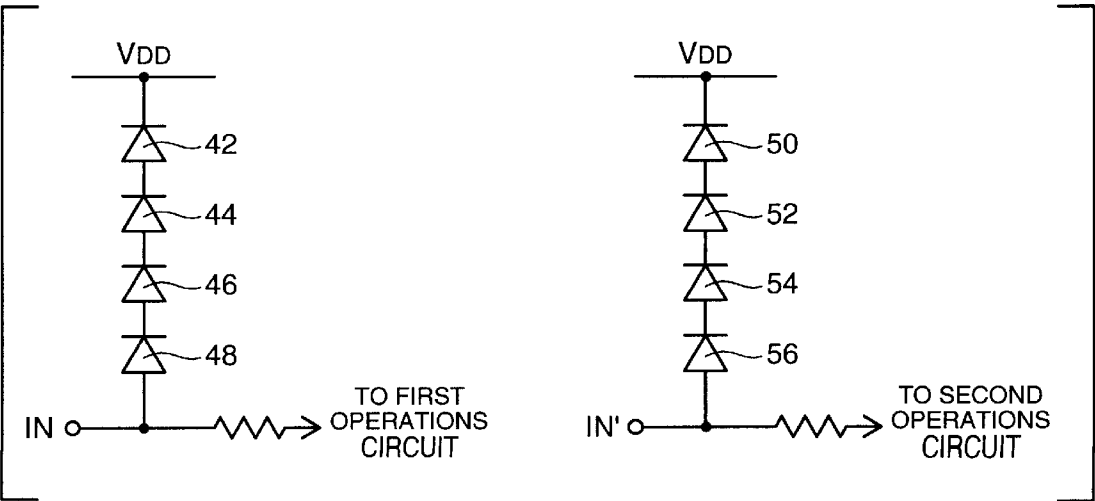 VDD
42
44
46
48
IN
TO FIRST
OPERATIONS
CIRCUIT
VDD
50
52
54
56
IN'
TO SECOND
OPERATIONS
CIRCUIT